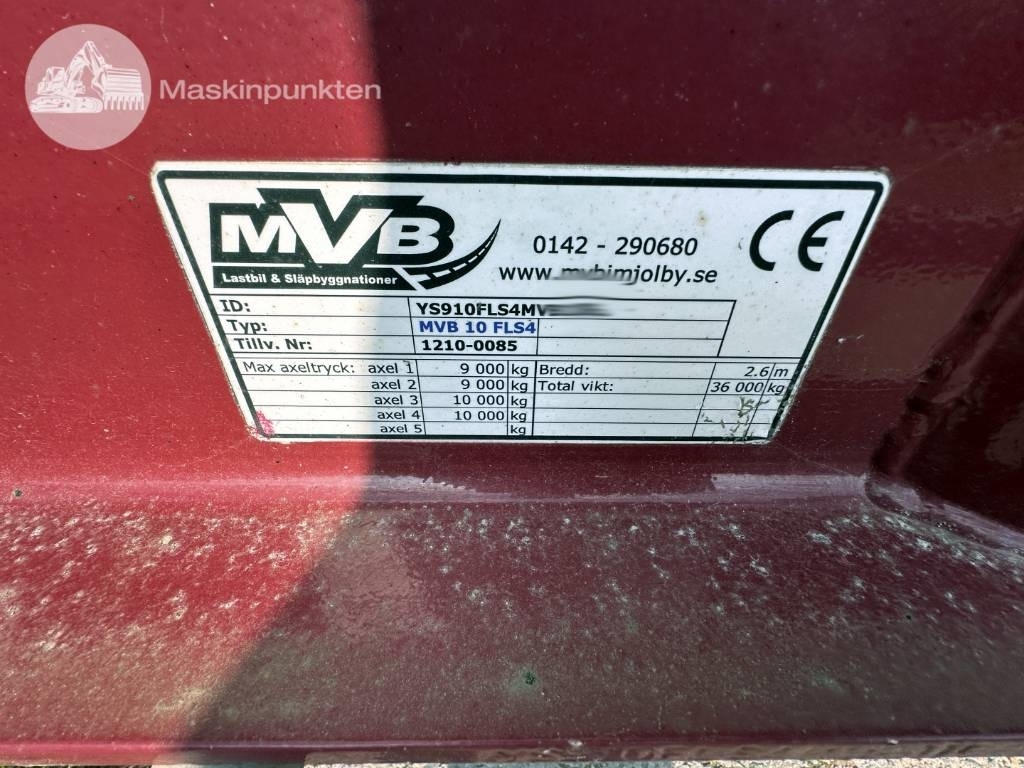 Maskinpunkten
MVB
Lastbil & Släpbyggnationer
0142 - 290680
www.mvbimjolby.se
CE
ID: YS910FLS4MV
Typ: MVB 10 FLS4
Tillv. Nr: 1210-0085
Max axeltryck: axel 1 9 000 kg Bredd: 2.6 m
axel 2 9 000 kg Total vikt: 36 000 kg
axel 3 10 000 kg
axel 4 10 000 kg
axel 5 kg